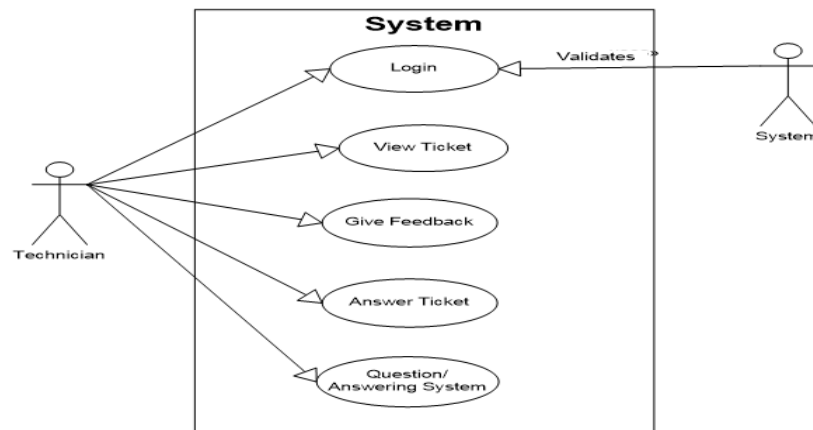 System
Login
Validates
System
View Ticket
Technician
Give Feedback
Answer Ticket
Question/
Answering System